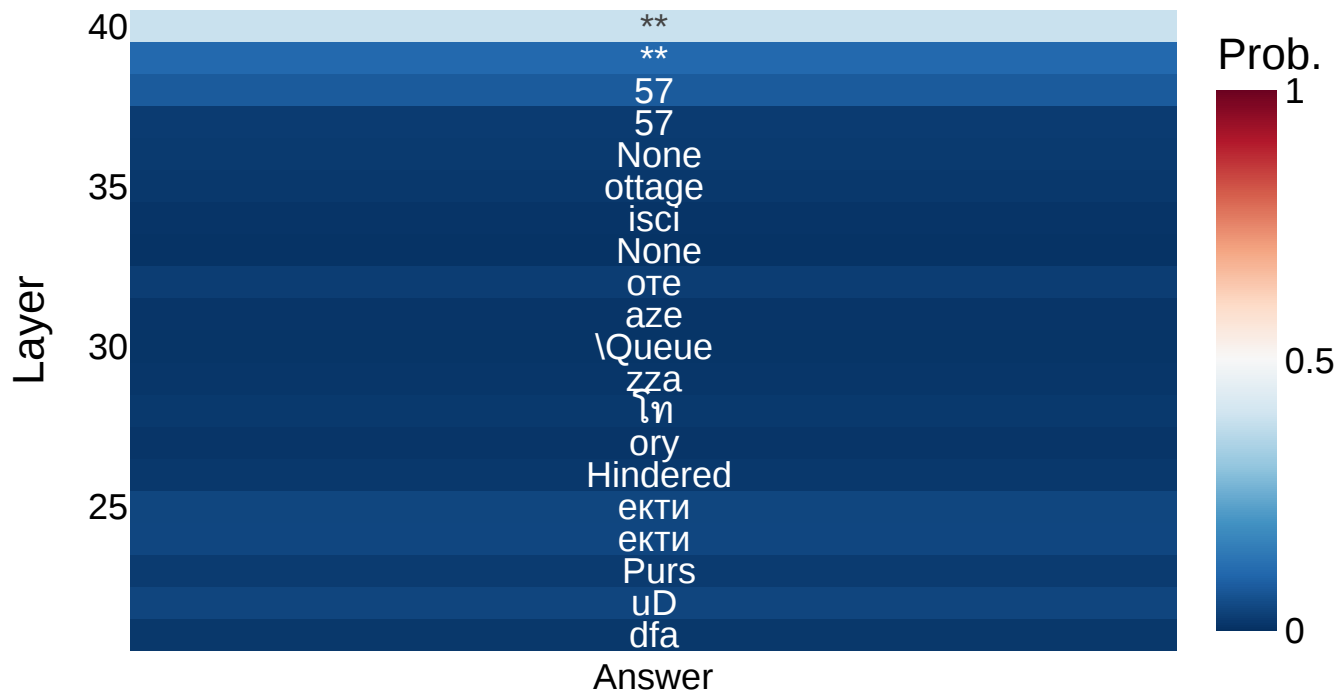 40
**
Prob.
**
1
57
57
None
35
ottage
isci
None
Layer
оте
aze
0.5
30
\Queue
zza
โท
ory
Hindered
25
екти
екти
Purs
uD
0
dfa
Answer